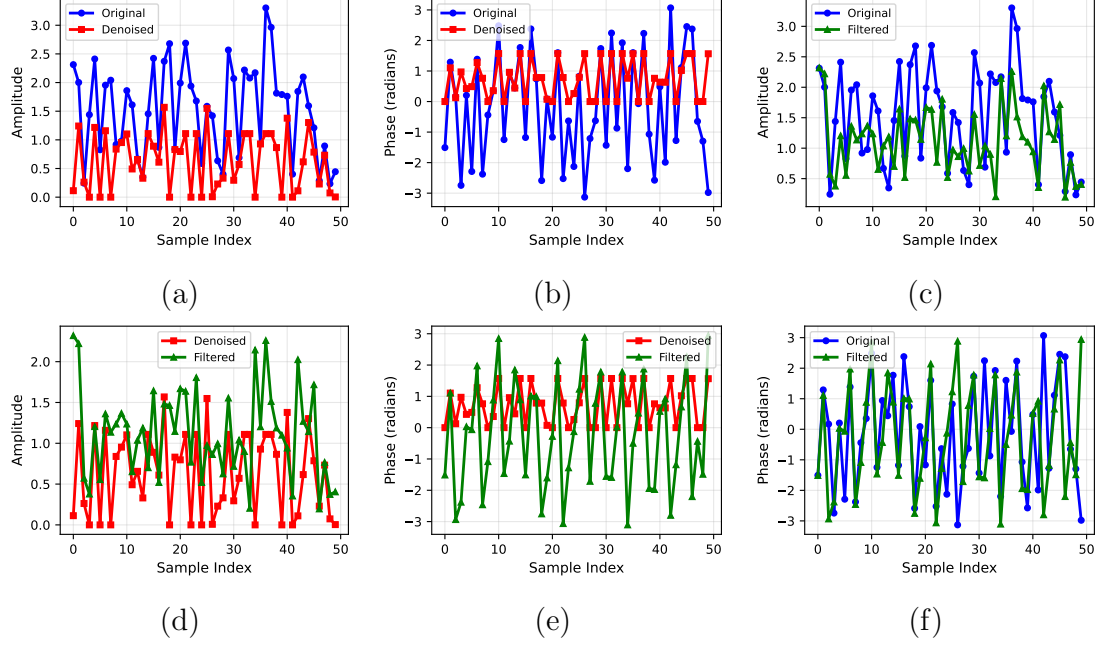 Original
Denoised
Amplitude
3.0
2.5
2.0
1.5
1.0
0.5
0.0
0 10 20 30 40 50
Sample Index
(a)
Original
Denoised
Phase (radians)
3
2
1
0
−1
−2
−3
0 10 20 30 40 50
Sample Index
(b)
Original
Filtered
Amplitude
3.0
2.5
2.0
1.5
1.0
0.5
0 10 20 30 40 50
Sample Index
(c)
Denoised
Filtered
Amplitude
2.0
1.5
1.0
0.5
0.0
0 10 20 30 40 50
Sample Index
(d)
Denoised
Filtered
Phase (radians)
3
2
1
0
−1
−2
−3
0 10 20 30 40 50
Sample Index
(e)
Original
Filtered
Phase (radians)
3
2
1
0
−1
−2
−3
0 10 20 30 40 50
Sample Index
(f)